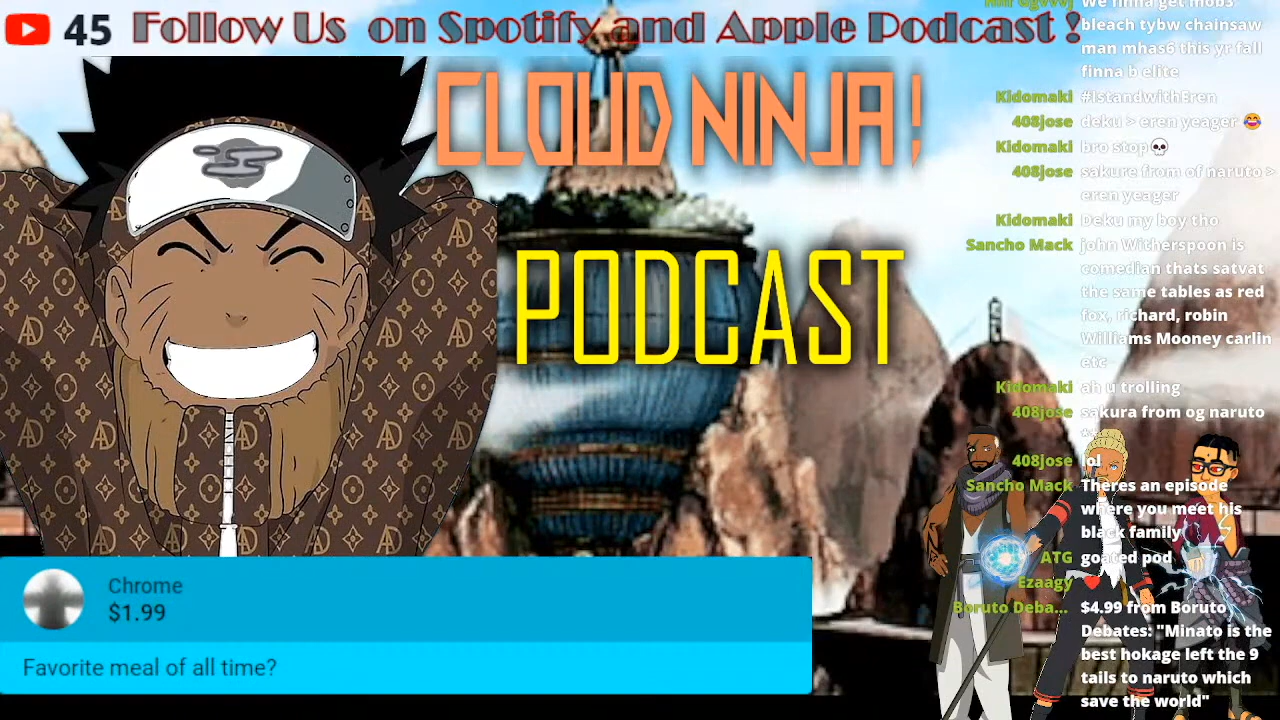 45 Follow Us on Spotify and Apple Podcast !
CLOUD NINJA !
PODCAST
We finna get mob3
bleach tybw chainsaw
man mhas6 this yr fall
finna b elite
Kidomaki #IstandwithEren
408jose deku > eren yeager 😂
Kidomaki bro stop💀
408jose sakure from of naruto >
eren yeager
Kidomaki Deku my boy tho
Sancho Mack john Witherspoon is
comedian thats satvat
the same tables as red
fox, richard, robin
Williams Mooney carlin
etc
Kidomaki ah u trolling
408jose sakura from og naruto
**
408jose lol
Sancho Mack Theres an episode
where you meet his
black family
ATG goated pod
Ezaagy ❤️
Boruto Deba... $4.99 from Boruto
Debates: "Minato is the
best hokage left the 9
tails to naruto which
save the world"
Chrome
$1.99
Favorite meal of all time?